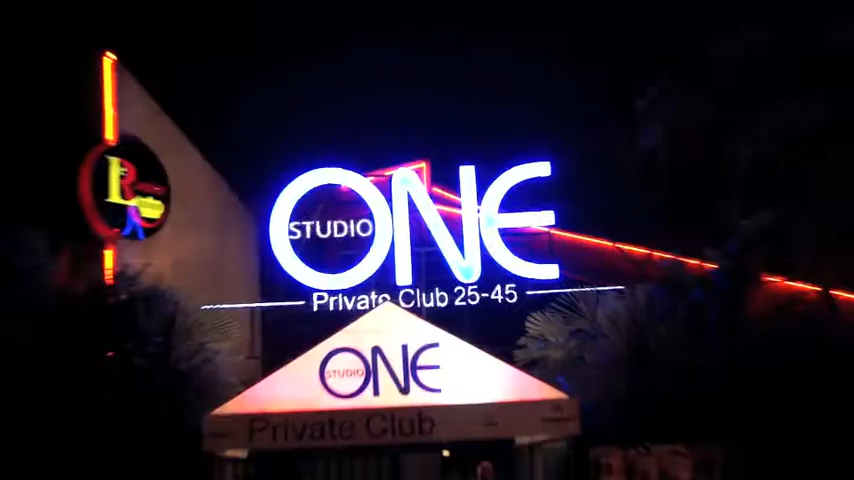 STUDIO
ONE
Private Club 25-45
STUDIO
ONE
Private Club